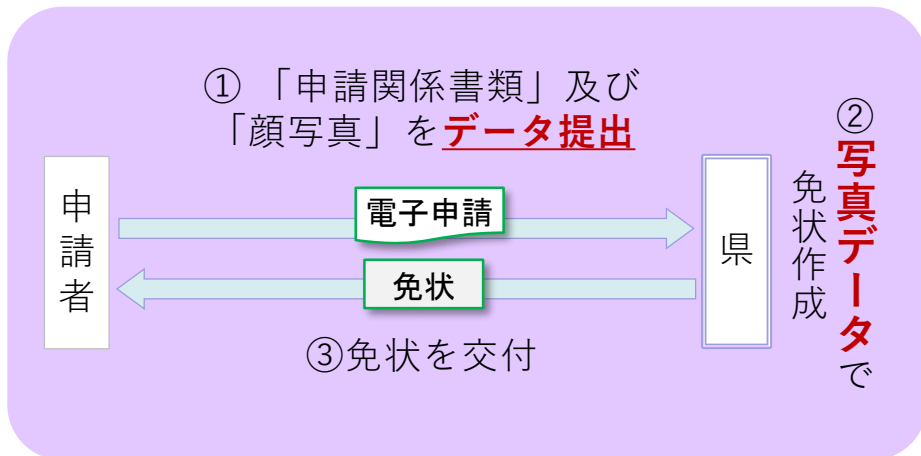 ① 「申請関係書類」及び
「顔写真」をデータ提出
申請者
電子申請
免状
県
②写真データで
免状作成
③免状を交付